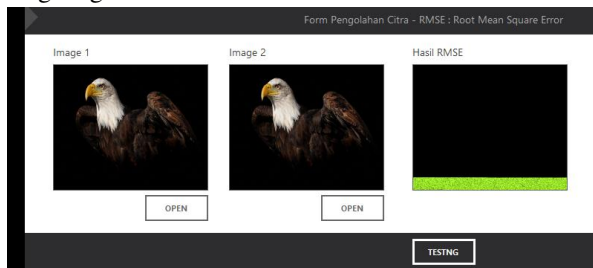 Form Pengolahan Citra - RMSE : Root Mean Square Error
Image 1
Image 2
Hasil RMSE
OPEN
OPEN
TESTNG